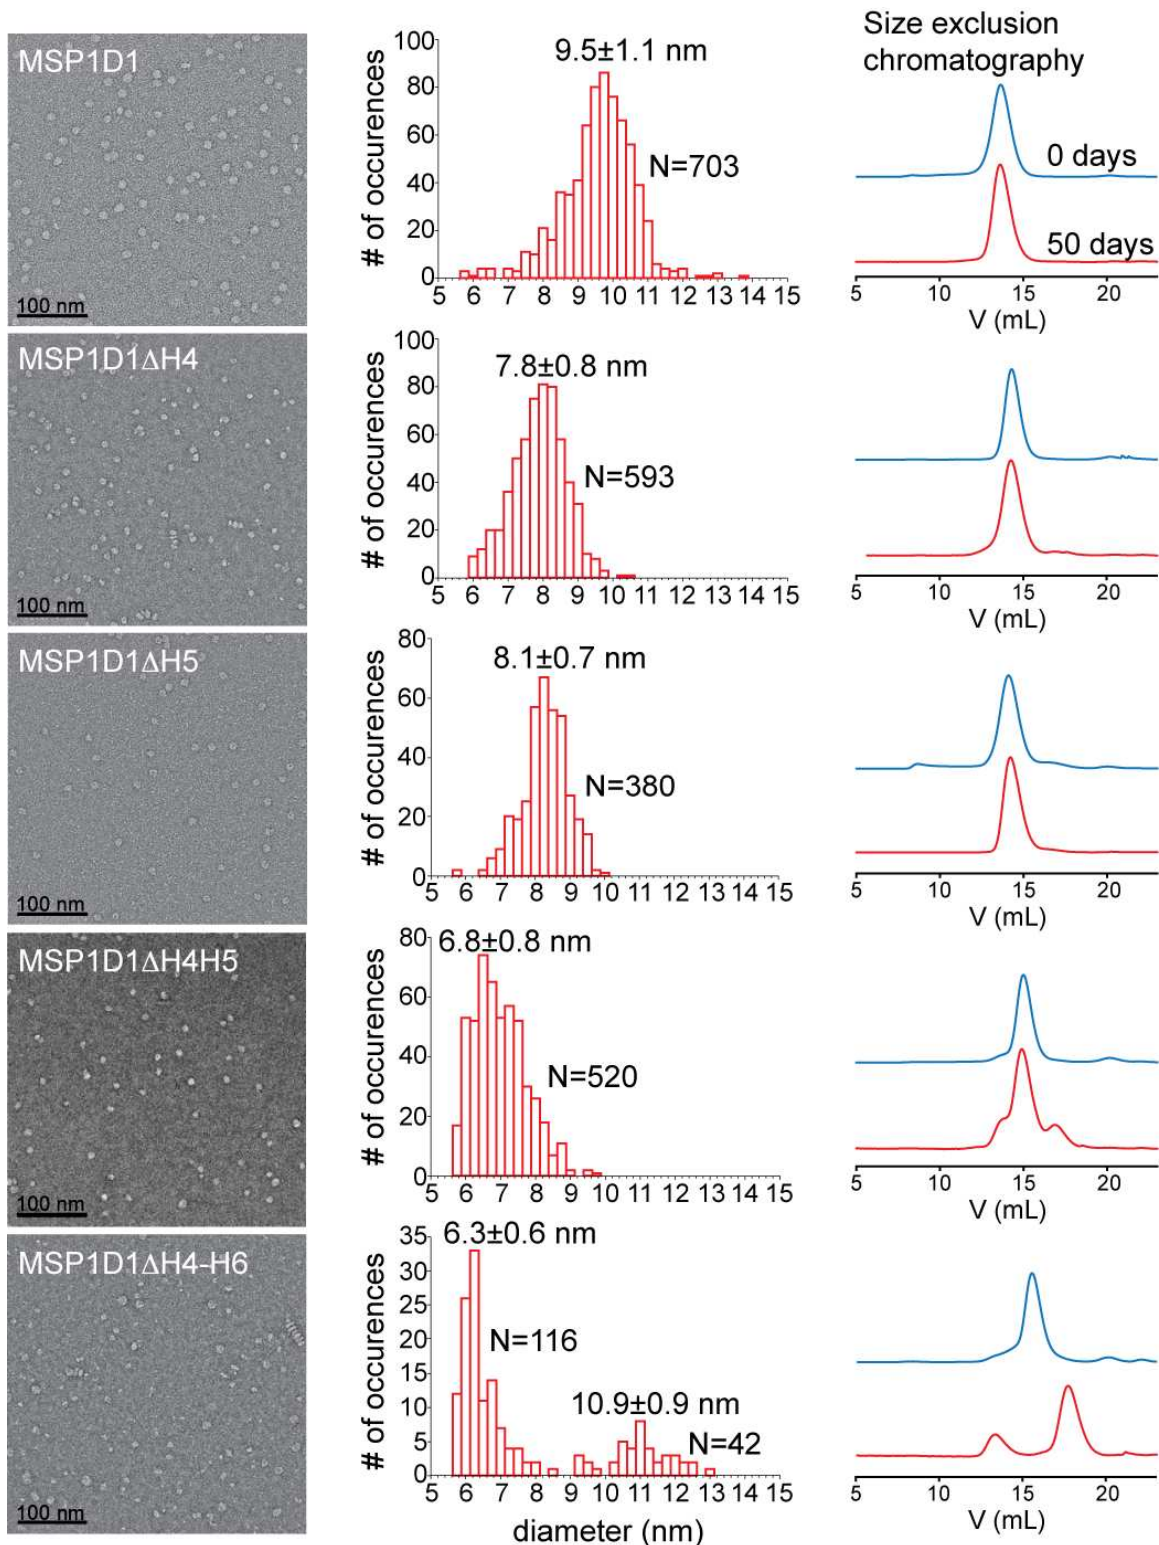 Size exclusion
chromatography
MSP1D1
100 nm
# of occurences
100
80
60
40
20
0
9.5±1.1 nm
N=703
5 6 7 8 9 10 11 12 13 14 15
0 days
50 days
5 10 15 20
V (mL)
MSP1D1ΔH4
100 nm
# of occurences
100
80
60
40
20
0
7.8±0.8 nm
N=593
5 6 7 8 9 10 11 12 13 14 15
5 10 15 20
V (mL)
MSP1D1ΔH5
100 nm
# of occurences
80
60
40
20
0
8.1±0.7 nm
N=380
5 6 7 8 9 10 11 12 13 14 15
5 10 15 20
V (mL)
MSP1D1ΔH4H5
100 nm
# of occurences
80
60
40
20
0
6.8±0.8 nm
N=520
5 6 7 8 9 10 11 12 13 14 15
5 10 15 20
V (mL)
MSP1D1ΔH4-H6
100 nm
# of occurences
35
30
25
20
15
10
5
0
6.3±0.6 nm
N=116
10.9±0.9 nm
N=42
5 6 7 8 9 10 11 12 13 14 15
diameter (nm)
5 10 15 20
V (mL)